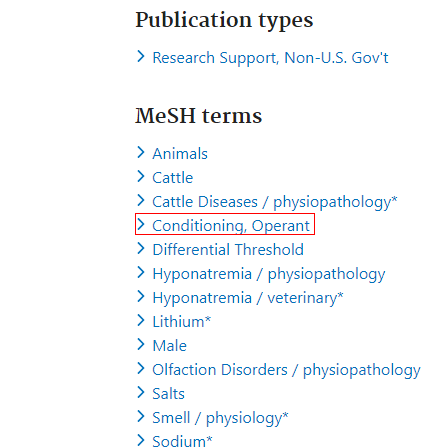 Publication types
Research Support, Non-U.S. Gov't
MeSH terms
Animals
Cattle
Cattle Diseases / physiopathology*
Conditioning, Operant
Differential Threshold
Hyponatremia / physiopathology
Hyponatremia / veterinary*
Lithium*
Male
Olfaction Disorders / physiopathology
Salts
Smell / physiology*
Sodium*